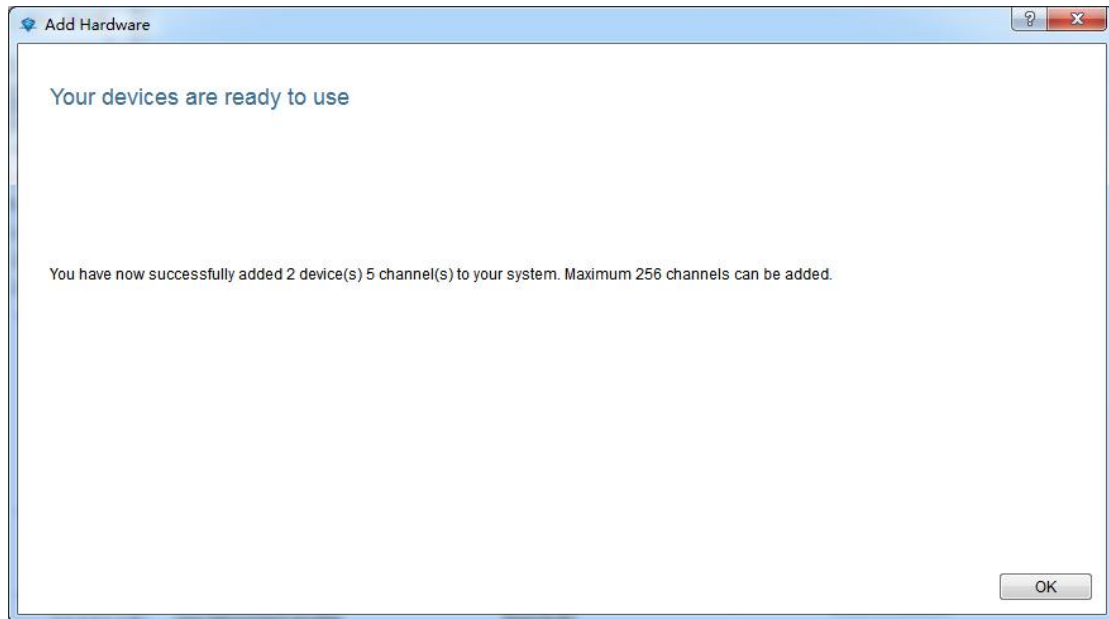 Add Hardware
?
X
Your devices are ready to use
You have now successfully added 2 device(s) 5 channel(s) to your system. Maximum 256 channels can be added.
OK